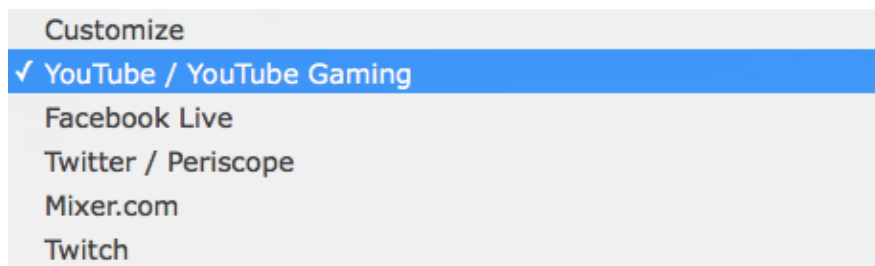 Customize
✓ YouTube / YouTube Gaming
Facebook Live
Twitter / Periscope
Mixer.com
Twitch